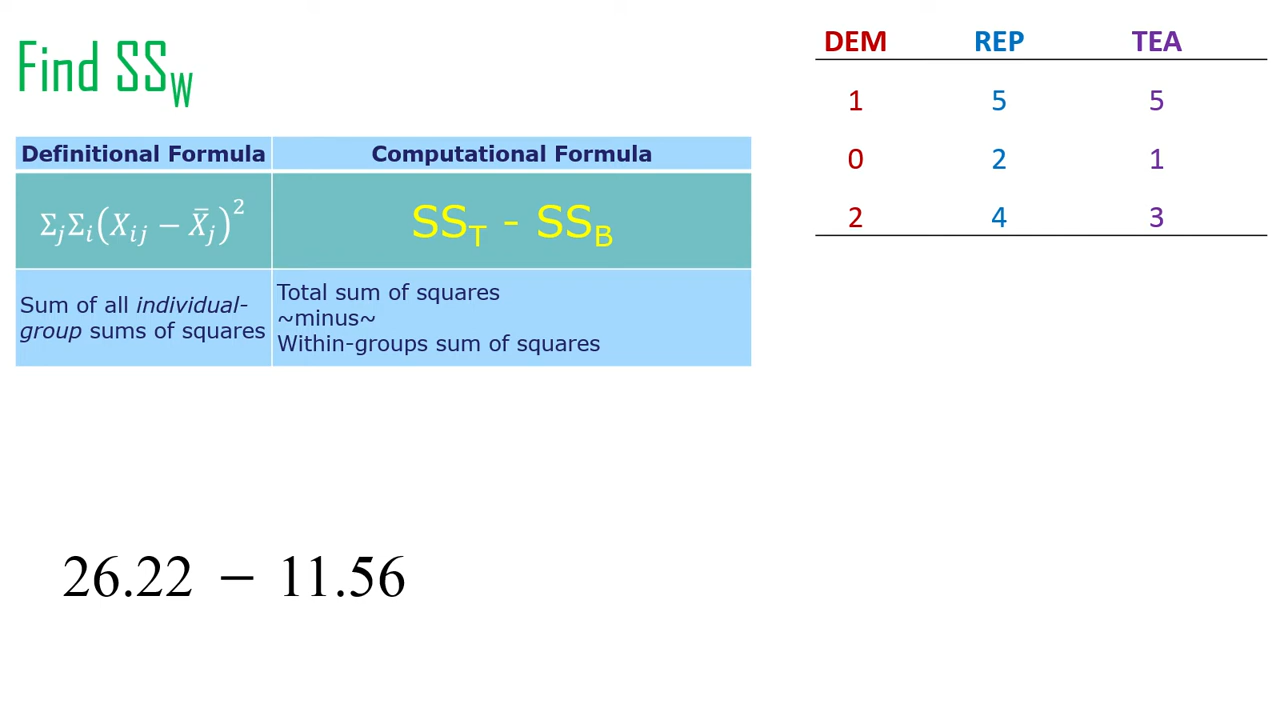 Find SSW
DEM REP TEA
1 5 5
0 2 1
2 4 3
Definitional Formula Computational Formula
ΣjΣi(Xij − X̄j)² SST - SSB
Sum of all individual-
group sums of squares
Total sum of squares
~minus~
Within-groups sum of squares
26.22 − 11.56